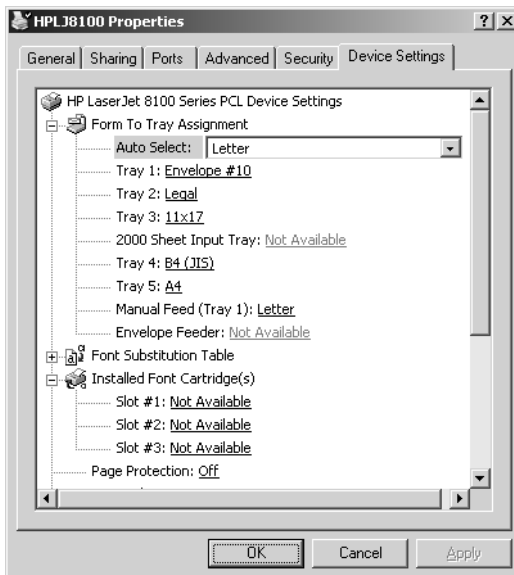 HPLJ8100 Properties
General Sharing Ports Advanced Security Device Settings
HP LaserJet 8100 Series PCL Device Settings
Form To Tray Assignment
Auto Select: Letter
Tray 1: Envelope #10
Tray 2: Legal
Tray 3: 11x17
2000 Sheet Input Tray: Not Available
Tray 4: B4 (JIS)
Tray 5: A4
Manual Feed (Tray 1): Letter
Envelope Feeder: Not Available
Font Substitution Table
Installed Font Cartridge(s)
Slot #1: Not Available
Slot #2: Not Available
Slot #3: Not Available
Page Protection: Off
OK Cancel Apply